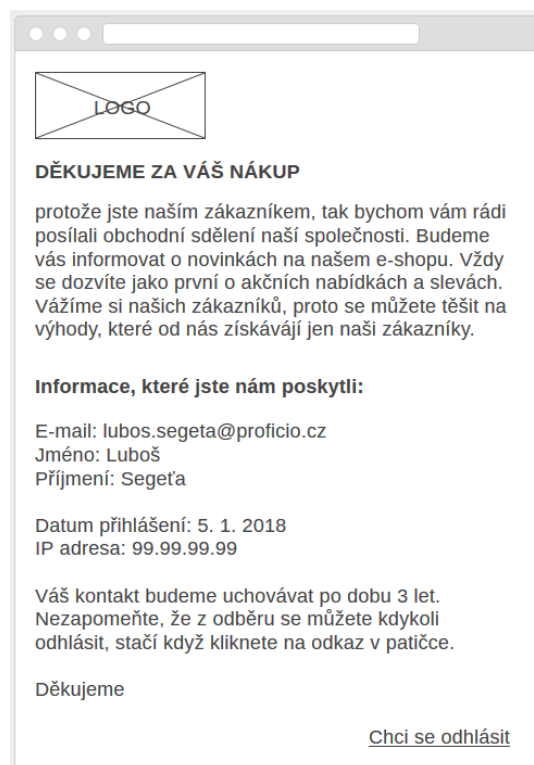 LOGO
DĚKUJEME ZA VÁŠ NÁKUP
protože jste naším zákazníkem, tak bychom vám rádi
posílali obchodní sdělení naší společnosti. Budeme
vás informovat o novinkách na našem e-shopu. Vždy
se dozvíte jako první o akčních nabídkách a slevách.
Vážíme si našich zákazníků, proto se můžete těšit na
výhody, které od nás získávájí jen naši zákazníky.
Informace, které jste nám poskytli:
E-mail: lubos.segeta@proficio.cz
Jméno: Luboš
Příjmení: Segeťa
Datum přihlášení: 5. 1. 2018
IP adresa: 99.99.99.99
Váš kontakt budeme uchovávat po dobu 3 let.
Nezapomeňte, že z odběru se můžete kdykoli
odhlásit, stačí když kliknete na odkaz v patičce.
Děkujeme
Chci se odhlásit